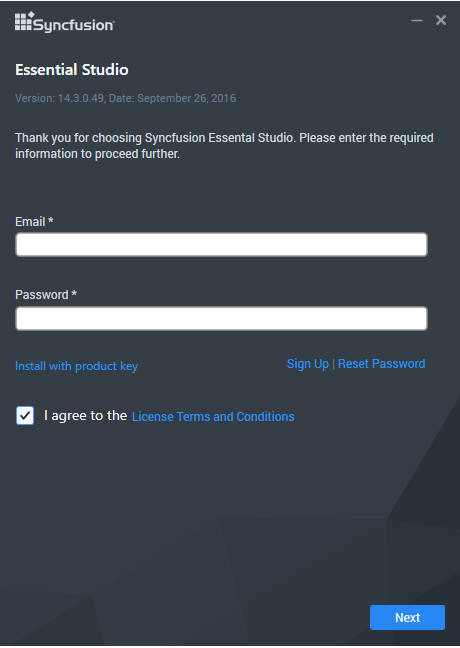 Syncfusion
Essential Studio
Version: 14.3.0.49, Date: September 26, 2016
Thank you for choosing Syncfusion Essental Studio. Please enter the required
information to proceed further.
Email *
Password *
Install with product key
Sign Up | Reset Password
I agree to the License Terms and Conditions
Next